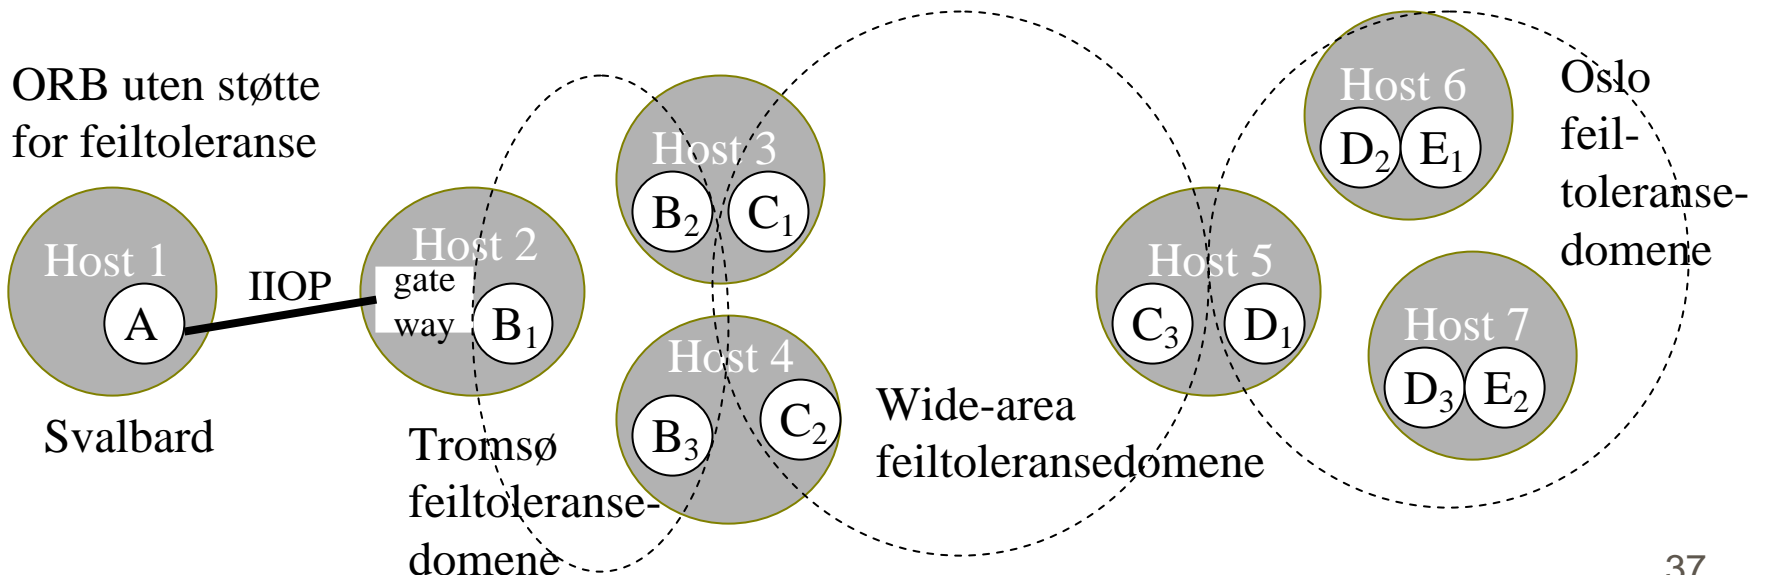 ORB uten støtte
for feiltoleranse
Host 1
A
Svalbard
IIOP
Host 2
gate
way
B1
Tromsø
feiltoleranse-
domene
Host 3
B2 C1
Host 4
B3 C2
Wide-area
feiltoleransedomene
Host 5
C3 D1
Host 6
D2 E1
Host 7
D3 E2
Oslo
feil-
toleranse-
domene
37